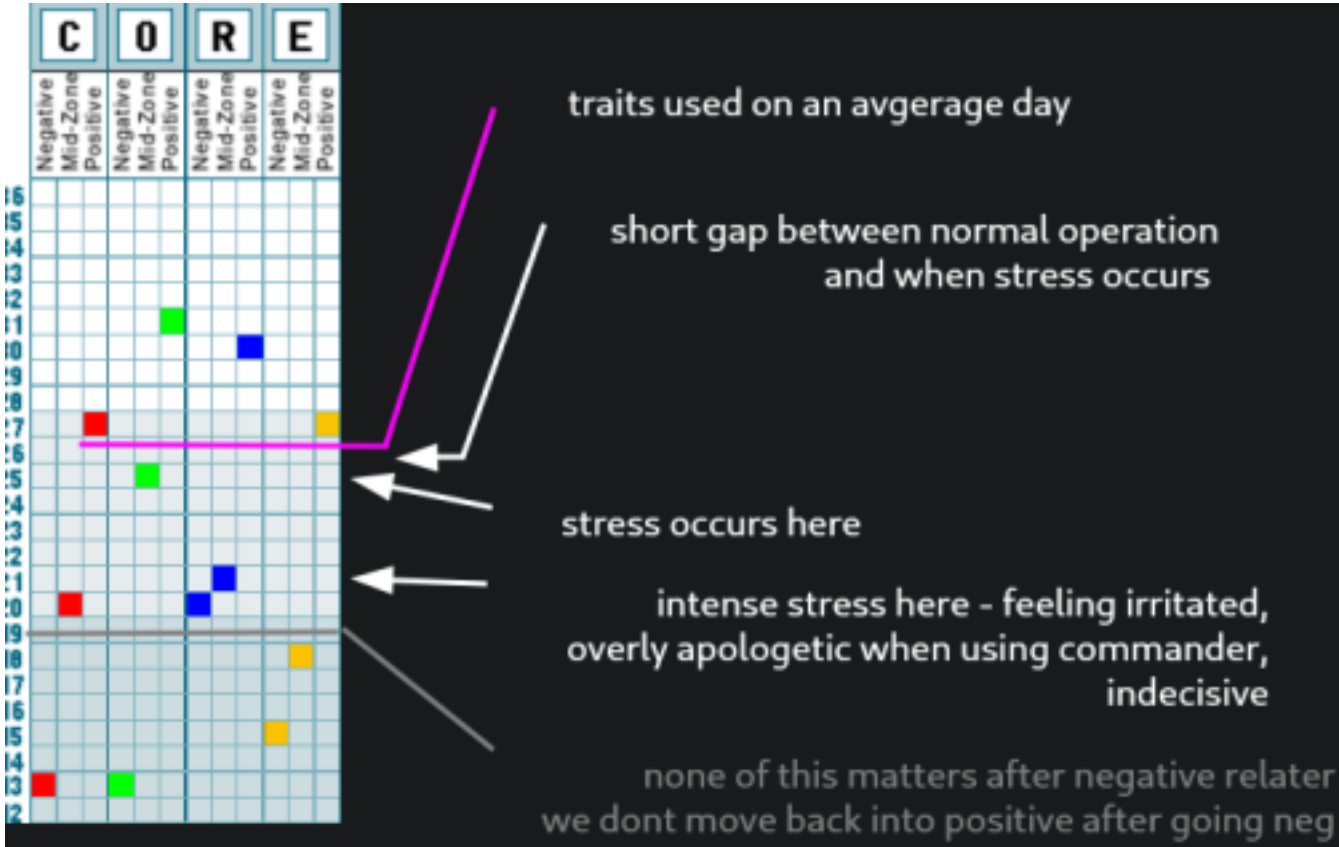 C O R E
Negative Mid-Zone Positive Negative Mid-Zone Positive Negative Mid-Zone Positive Negative Mid-Zone Positive
traits used on an avgerage day
short gap between normal operation
and when stress occurs
stress occurs here
intense stress here - feeling irritated,
overly apologetic when using commander,
indecisive
none of this matters after negative relater
we dont move back into positive after going neg